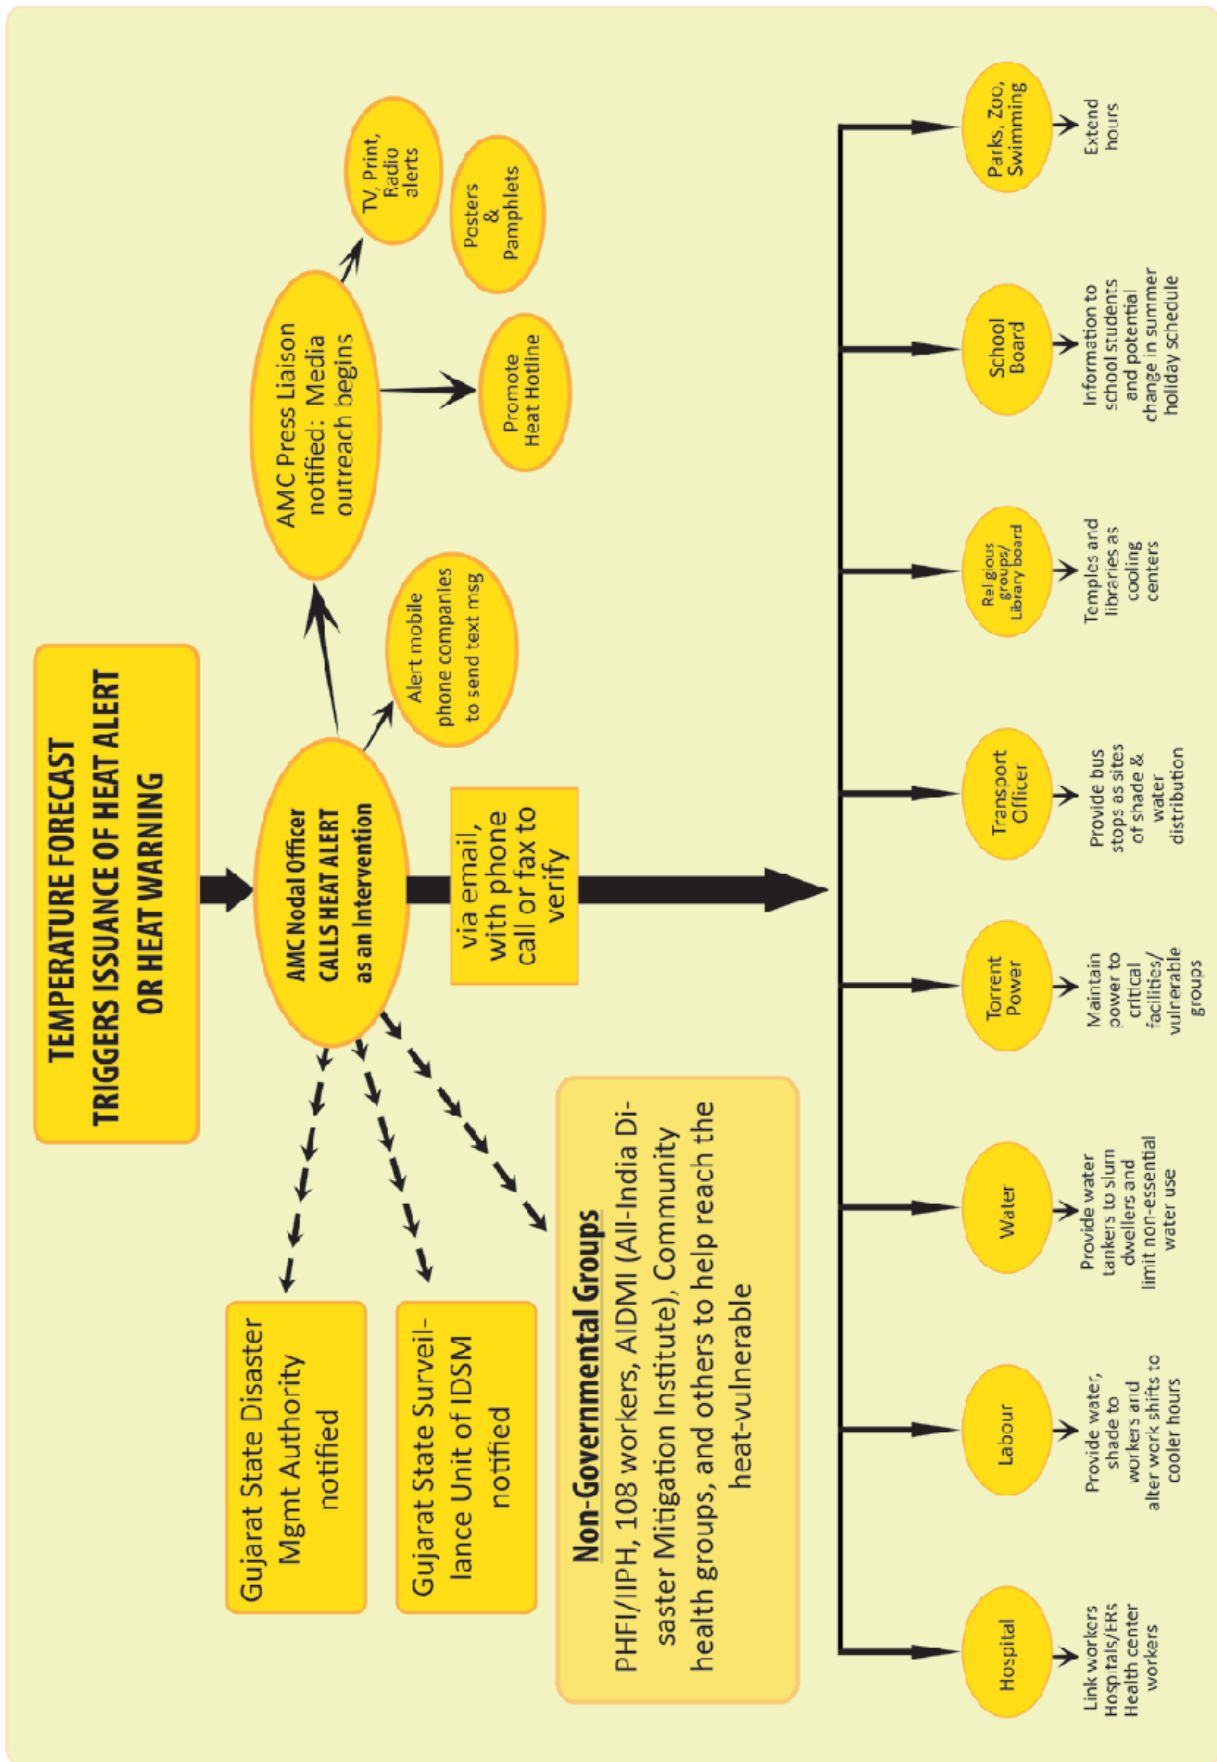 TEMPERATURE FORECAST
TRIGGERS ISSUANCE OF HEAT ALERT
OR HEAT WARNING
AMC Nodal Officer
CALLS HEAT ALERT
as an Intervention
Gujarat State Disaster
Mgmt Authority
notified
Gujarat State Surveil-
lance Unit of IDSM
notified
Non-Governmental Groups
PHFI/IIPH, 108 workers, AIDMI (All-India Di-
saster Mitigation Institute), Community
health groups, and others to help reach the
heat-vulnerable
via email,
with phone
call or fax to
verify
Alert mobile
phone companies
to send text msg
AMC Press Liaison
notified: Media
outreach begins
TV, Print,
Radio
alerts
Posters
&
Pamphlets
Promote
Heat Hotline
Hospital
Link workers
Hospitals/ERs
Health center
workers
Labour
Provide water,
shade to
workers and
alter work shifts to
cooler hours
Water
Provide water
tankers to slum
dwellers and
limit non-essential
water use
Torrent
Power
Maintain
power to
critical
facilities/
vulnerable
groups
Transport
Officer
Provide bus
stops as sites
of shade &
water
distribution
Religious
groups/
Library board
Temples and
libraries as
cooling
centers
School
Board
Information to
school students
and potential
change in summer
holiday schedule
Parks, Zoo,
Swimming
Extend
hours